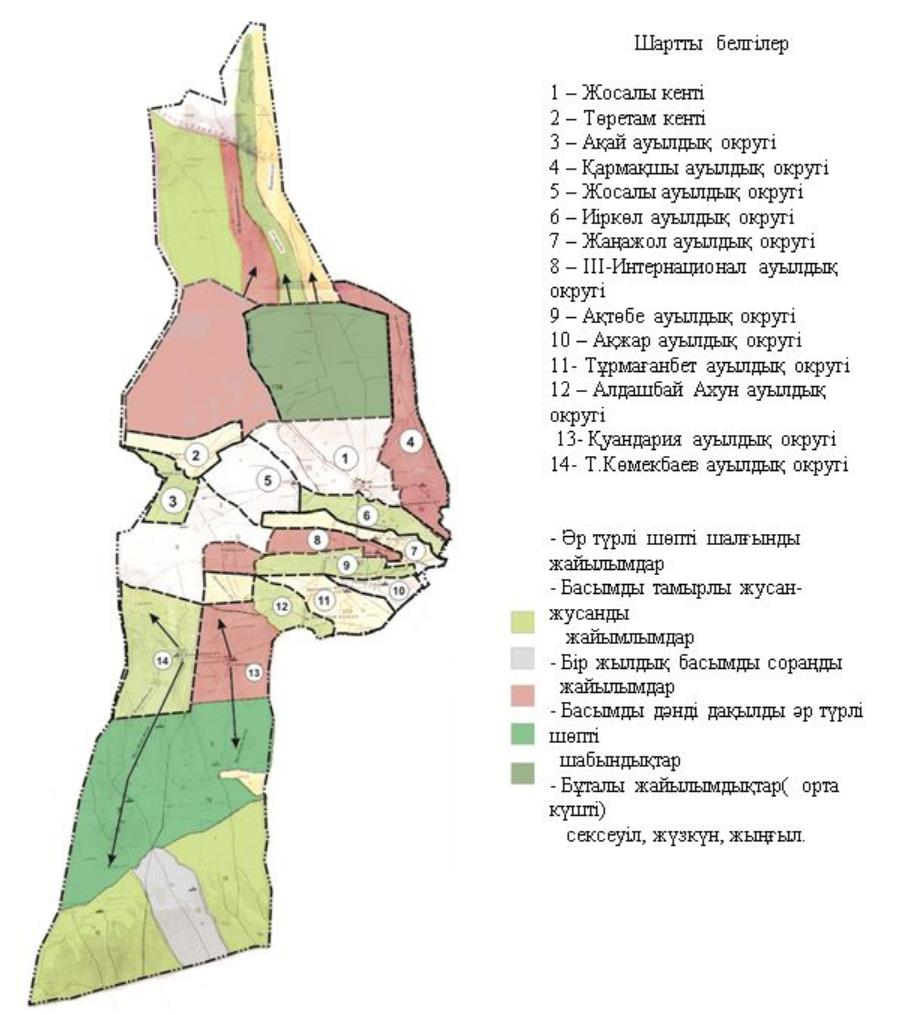 Шартты белгілер
1 – Жосалы кенті
2 – Төретам кенті
3 – Ақай ауылдық округі
4 – Қармақшы ауылдық округі
5 – Жосалы ауылдық округі
6 – Иіркөл ауылдық округі
7 – Жаңажол ауылдық округі
8 – III-Интернационал ауылдық
округі
9 – Ақтөбе ауылдық округі
10 – Ақжар ауылдық округі
11- Тұрмағанбет ауылдық округі
12 – Алдашбай Ахун ауылдық
округі
13- Қуандария ауылдық округі
14- Т.Көмекбаев ауылдық округі
- Әр түрлі шөпті шалғынды
жайылымдар
- Басымды тамырлы жусан-
жусанды
жайымлымдар
- Бір жылдық басымды сораңды
жайылымдар
- Басымды дәнді дақылды әр түрлі
шөпті
шабындықтар
- Бұталы жайылымдықтар( орта
күшті)
сексеуіл, жүзкүн, жыңғыл.
4
1
2
5
3
6
8
7
9
10
11
12
14
13